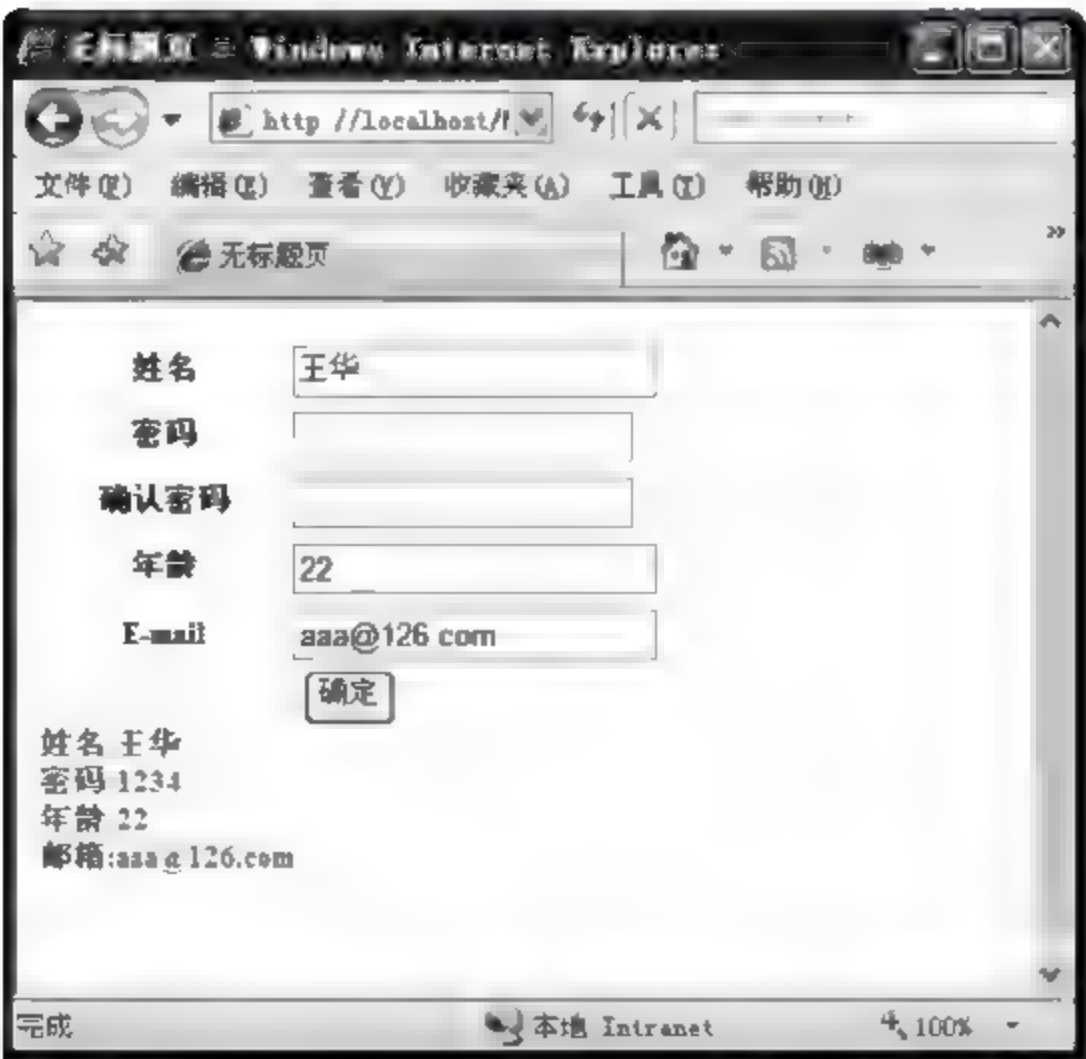 无标题页 - Windows Internet Explorer
http //localhost/
文件(F) 编辑(E) 查看(V) 收藏夹(A) 工具(T) 帮助(H)
无标题页
姓名 王华
密码
确认密码
年龄 22
E-mail aaa@126 com
确定
姓名 王华
密码 1234
年龄 22
邮箱:aaa@126.com
完成 本地 Intranet 100%